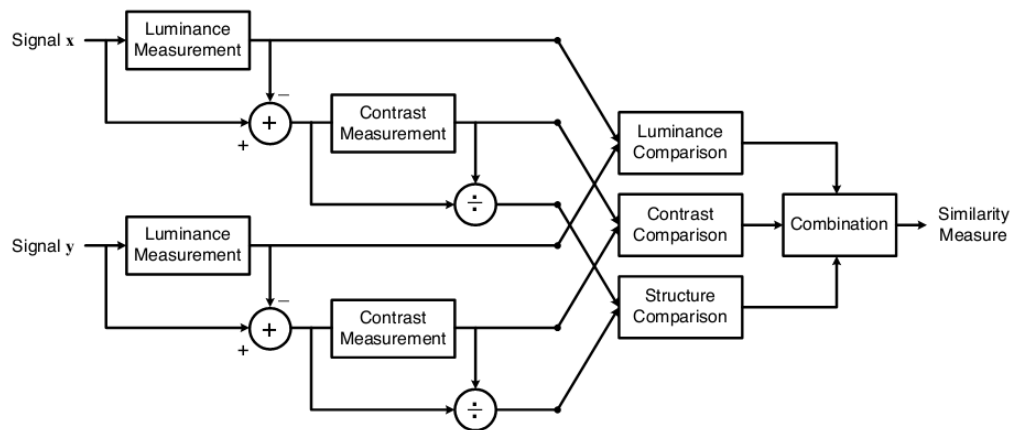 Signal x
Luminance
Measurement
−
+
+
Contrast
Measurement
÷
Luminance
Comparison
Signal y
Luminance
Measurement
−
+
+
Contrast
Measurement
÷
Contrast
Comparison
Structure
Comparison
Combination
Similarity
Measure